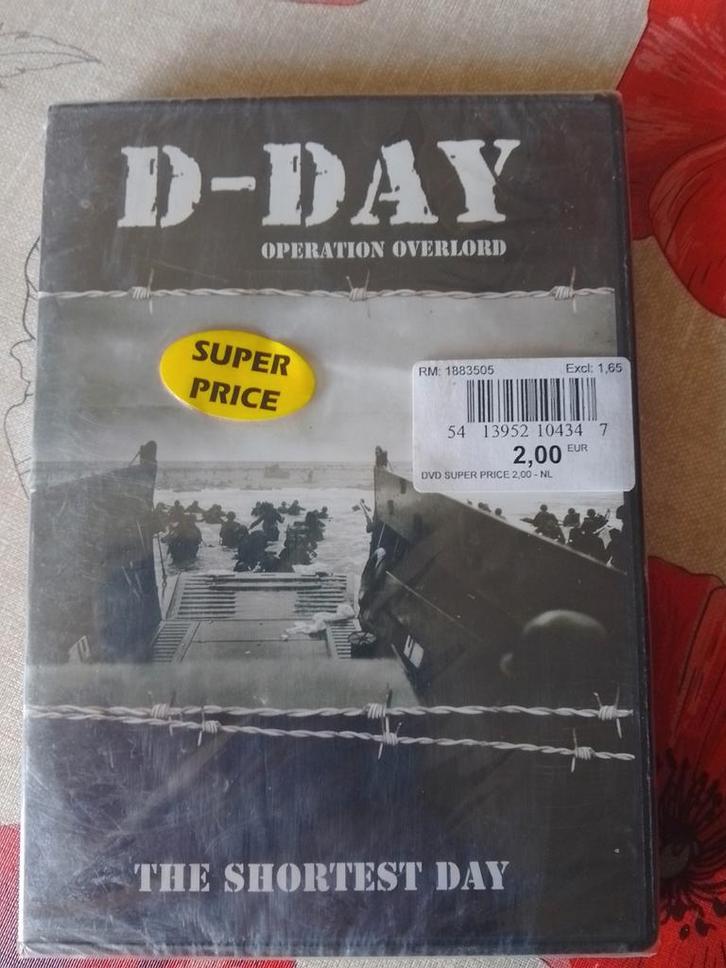 D-DAY
OPERATION OVERLORD
SUPER
PRICE
RM: 1883505 Excl: 1,65
54 13952 10434 7
2,00 EUR
DVD SUPER PRICE 2,00 - NL
THE SHORTEST DAY